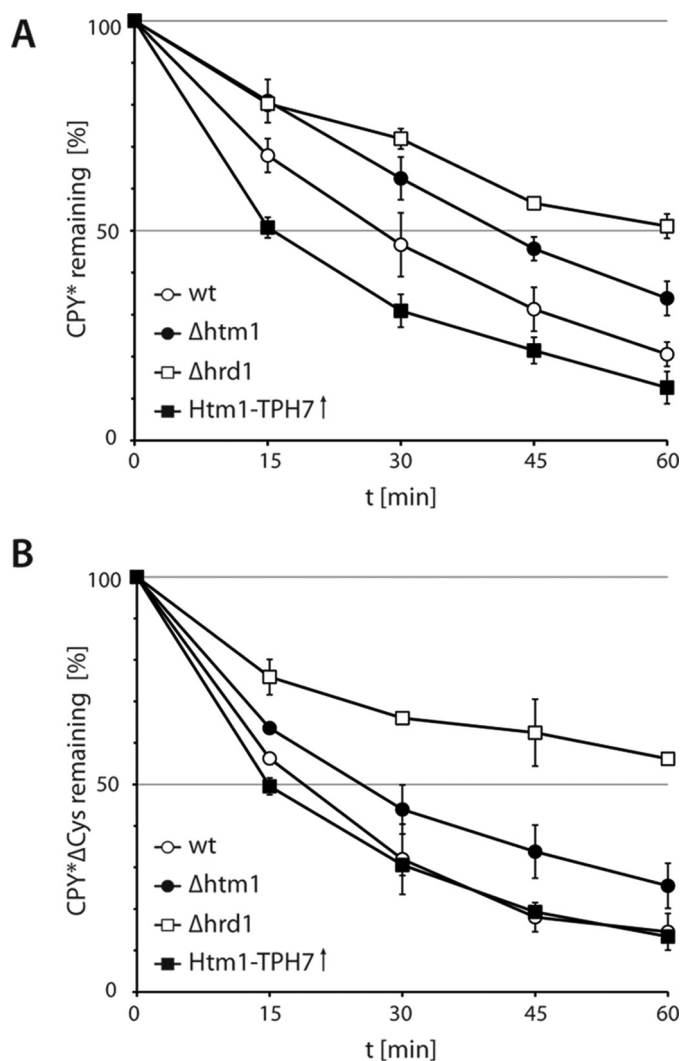 A
CPY* remaining [%]
100
50
0
wt
Δhtm1
Δhrd1
Htm1-TPH7↑
0 15 30 45 60
t [min]
B
CPY*ΔCys remaining [%]
100
50
0
wt
Δhtm1
Δhrd1
Htm1-TPH7↑
0 15 30 45 60
t [min]